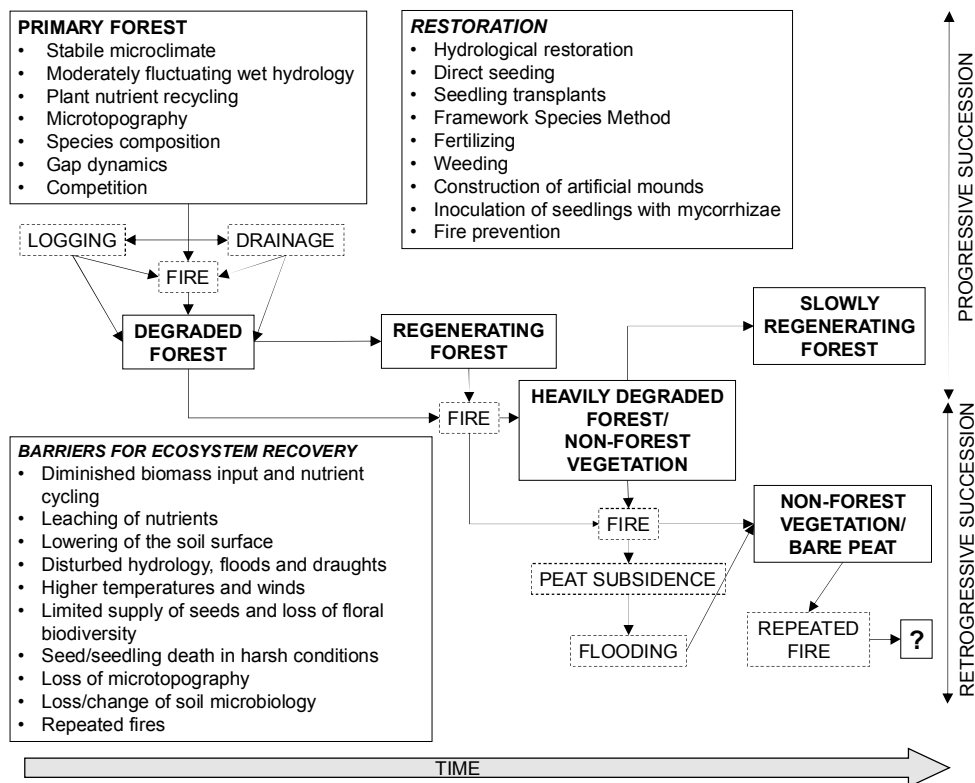 PRIMARY FOREST
• Stabile microclimate
• Moderately fluctuating wet hydrology
• Plant nutrient recycling
• Microtopography
• Species composition
• Gap dynamics
• Competition
RESTORATION
• Hydrological restoration
• Direct seeding
• Seedling transplants
• Framework Species Method
• Fertilizing
• Weeding
• Construction of artificial mounds
• Inoculation of seedlings with mycorrhizae
• Fire prevention
PROGRESSIVE SUCCESSION
LOGGING
DRAINAGE
FIRE
DEGRADED
FOREST
REGENERATING
FOREST
SLOWLY
REGENERATING
FOREST
FIRE
HEAVILY DEGRADED
FOREST/
NON-FOREST
VEGETATION
RETROGRESSIVE SUCCESSION
BARRIERS FOR ECOSYSTEM RECOVERY
• Diminished biomass input and nutrient
cycling
• Leaching of nutrients
• Lowering of the soil surface
• Disturbed hydrology, floods and draughts
• Higher temperatures and winds
• Limited supply of seeds and loss of floral
biodiversity
• Seed/seedling death in harsh conditions
• Loss of microtopography
• Loss/change of soil microbiology
• Repeated fires
FIRE
NON-FOREST
VEGETATION/
BARE PEAT
PEAT SUBSIDENCE
FLOODING
REPEATED
FIRE
?
TIME